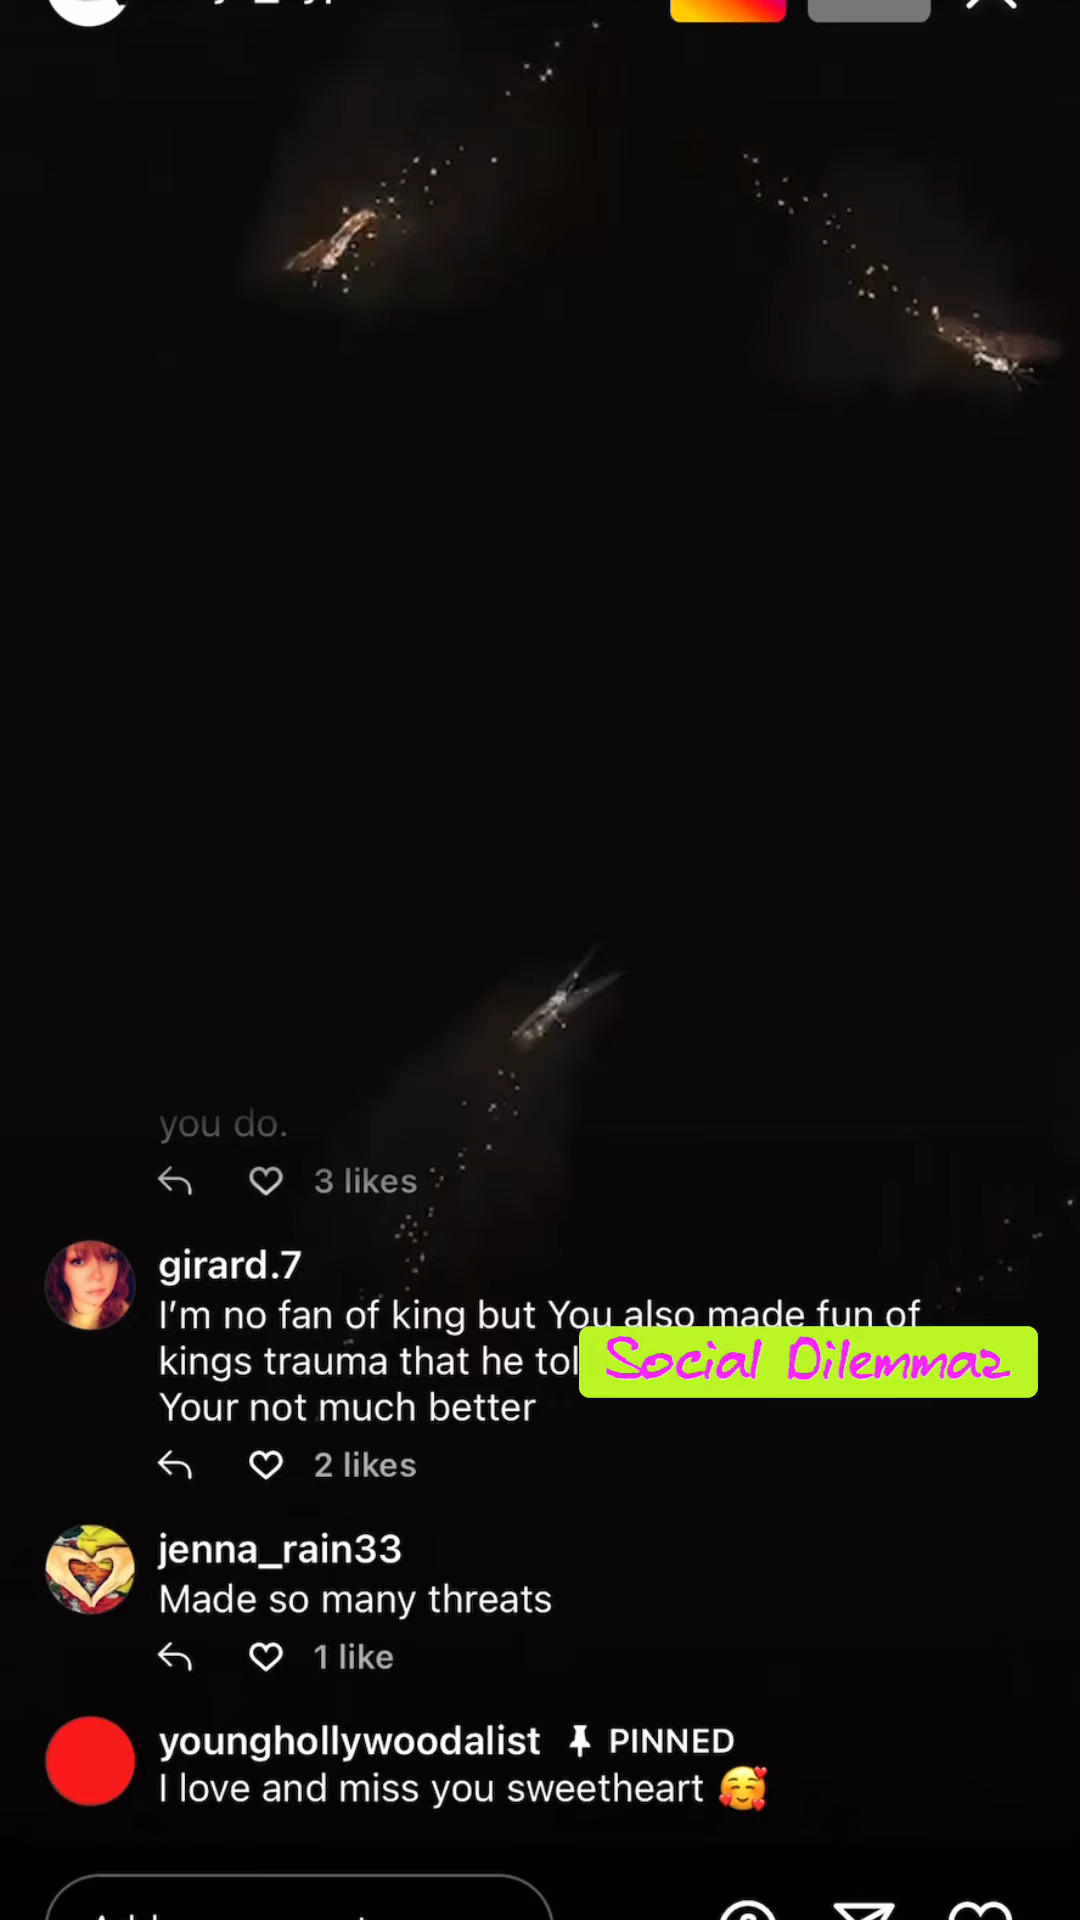 you do.
3 likes
girard.7
I’m no fan of king but You also made fun of
kings trauma that he tol
Social Dilemmaz
Your not much better
2 likes
jenna_rain33
Made so many threats
1 like
younghollywoodalist PINNED
I love and miss you sweetheart 🥰